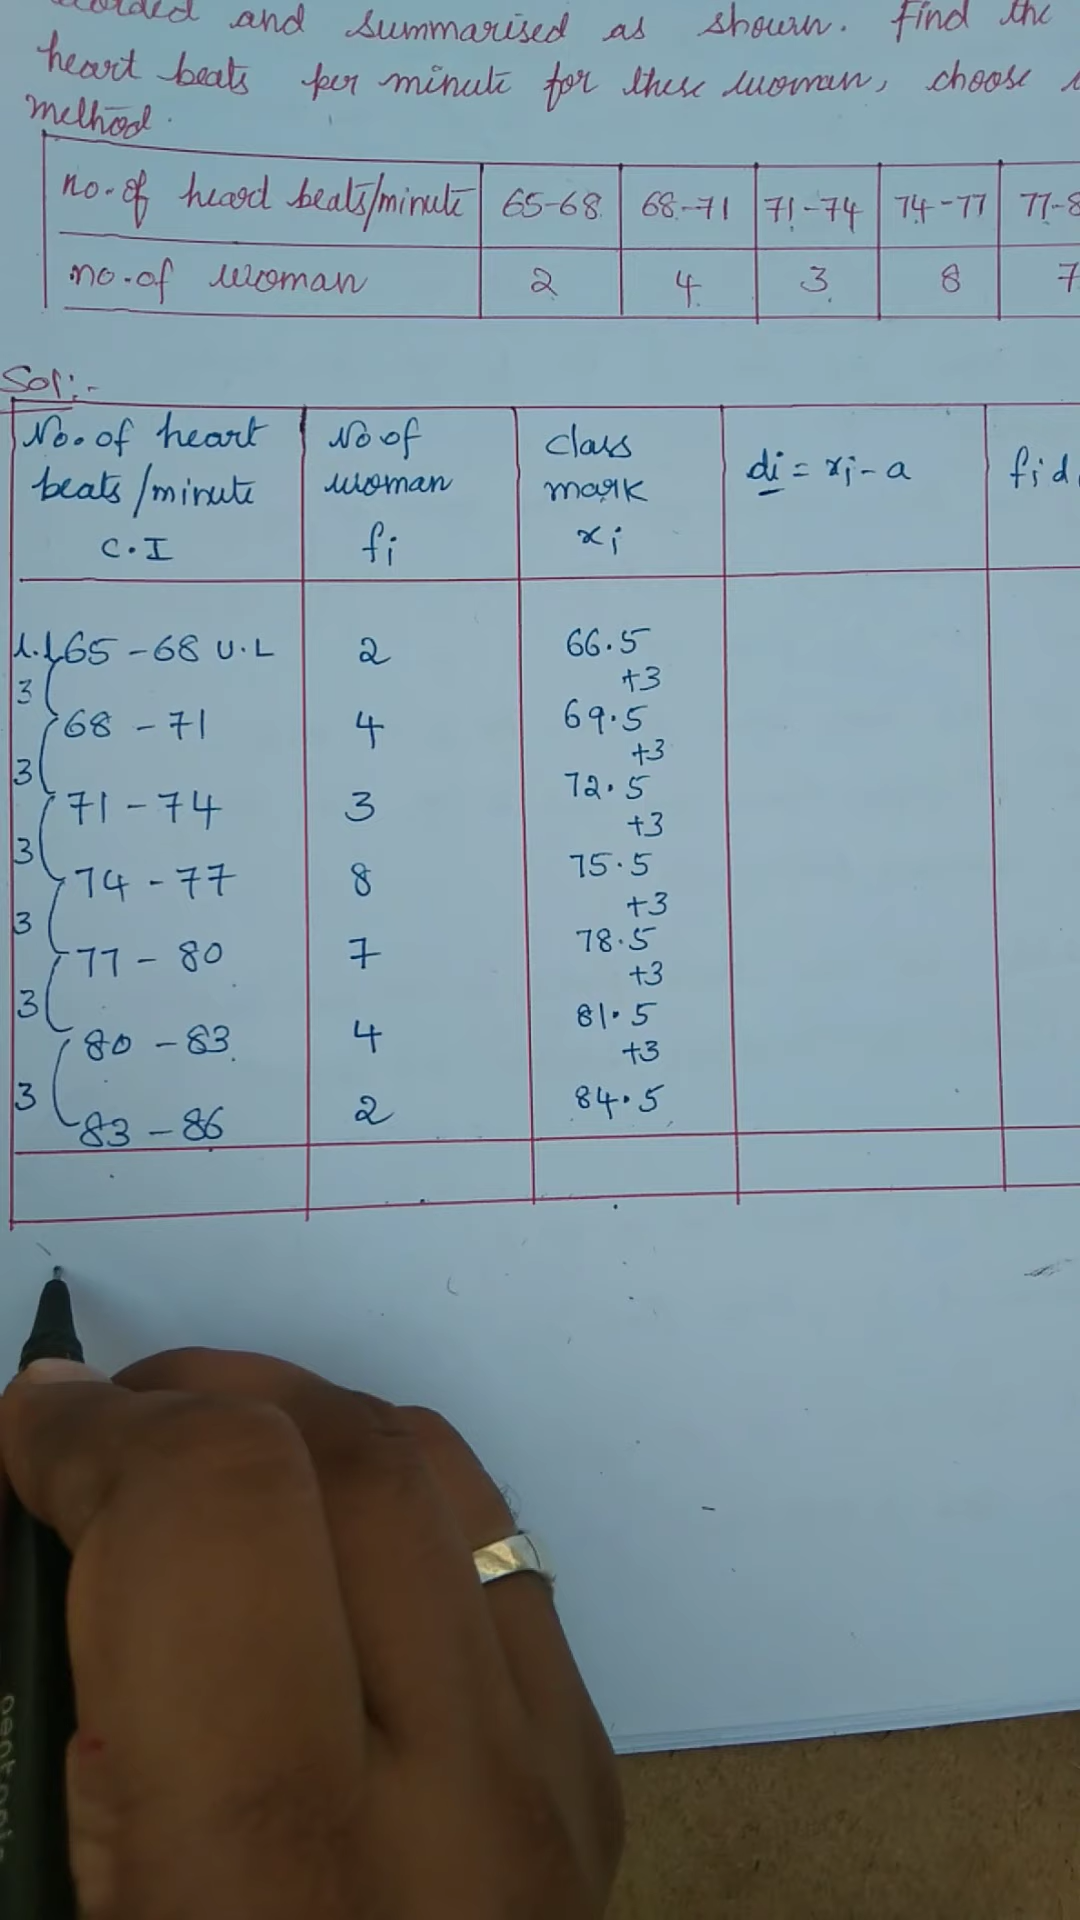 and summarised as shown. Find the
heart beats per minute for these woman, choose
method.
no. of heard beats/minute 65-68 68-71 71-74 74-77 77-8
no. of woman 2 4 3 8 7
Sol:-
No. of heart beats/minute C.I No of woman fi class mark xi di = xi - a fi d
L.L 65 - 68 U.L 2 66.5
3 +3
68 - 71 4 69.5
3 +3
71 - 74 3 72.5
3 +3
74 - 77 8 75.5
3 +3
77 - 80 7 78.5
3 +3
80 - 83 4 81.5
3 +3
83 - 86 2 84.5